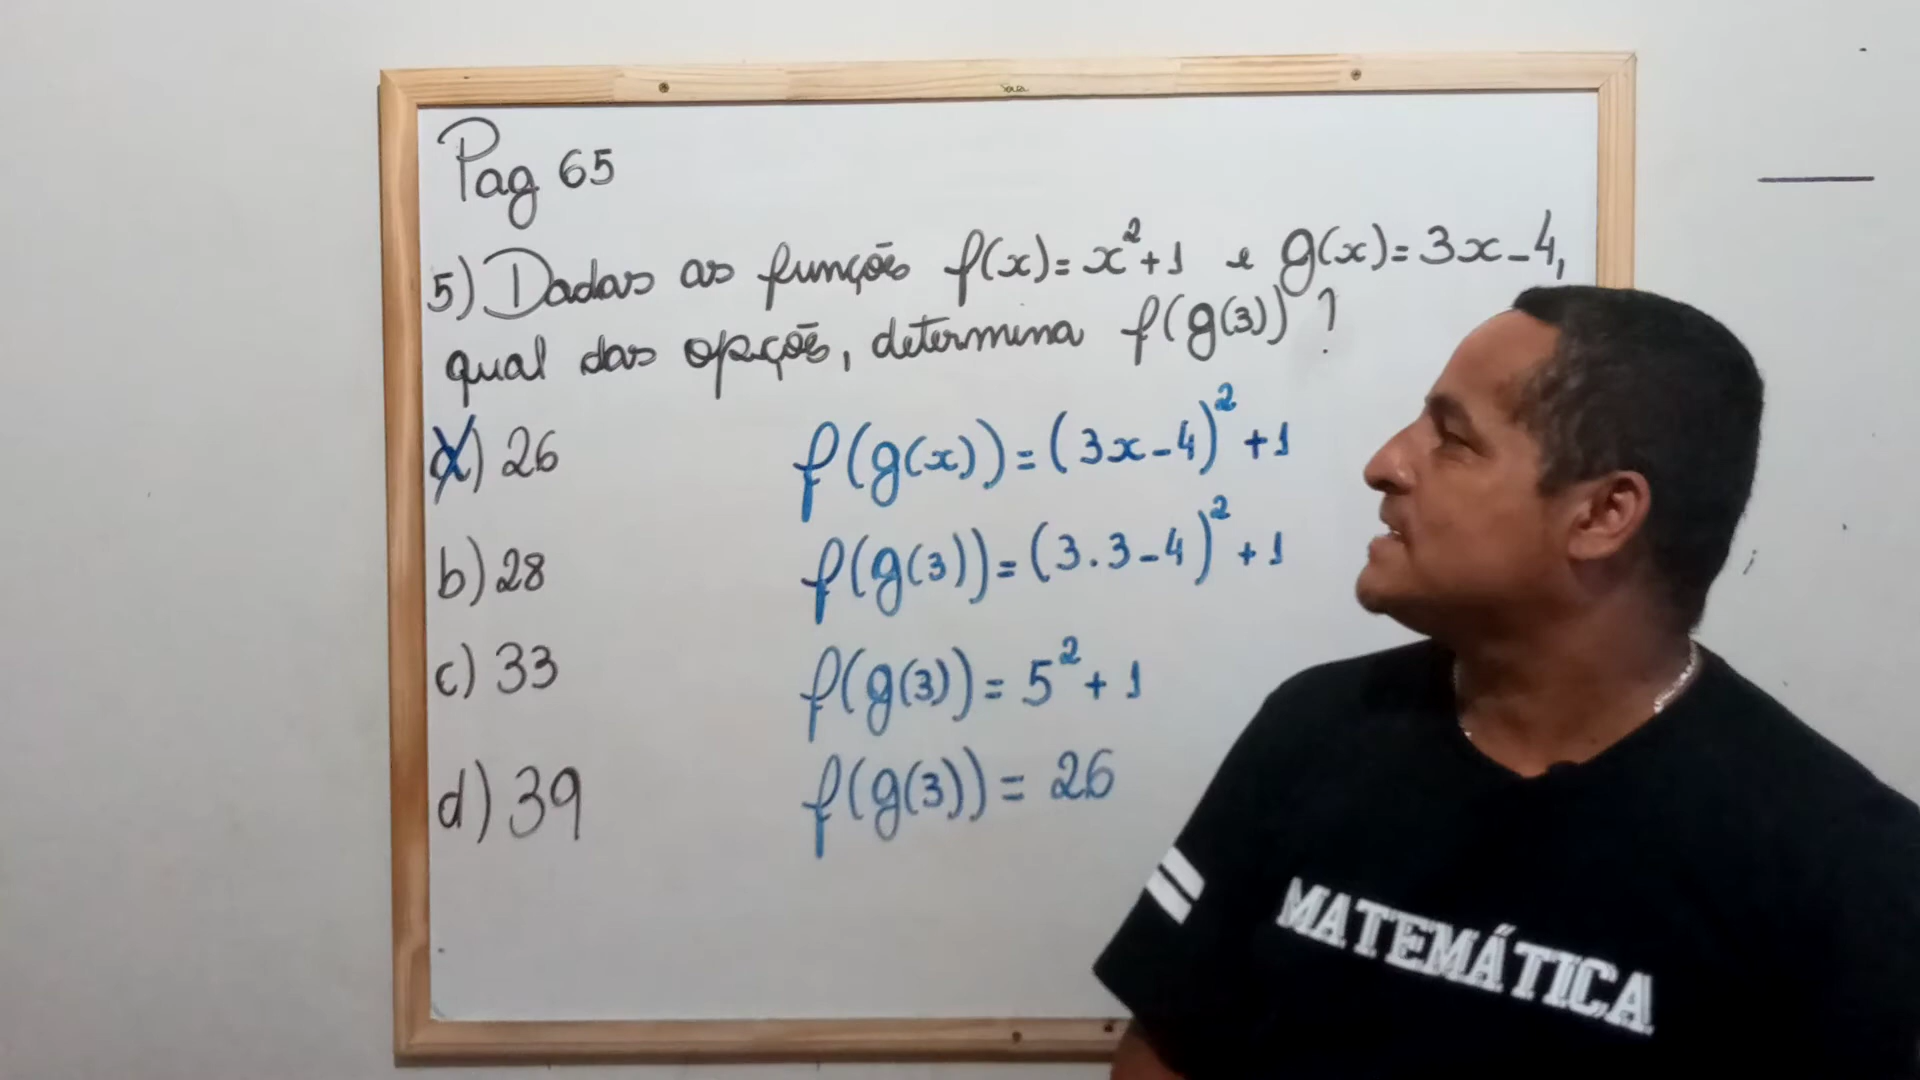 Pag 65
5) Dadas as funções f(x)= x²+1 e g(x)= 3x-4,
qual das opções, determina f(g(3)) ?
a) 26
b) 28
c) 33
d) 39
f(g(x)) = (3x-4)²+1
f(g(3)) = (3.3-4)²+1
f(g(3)) = 5²+1
f(g(3)) = 26
MATEMÁTICA